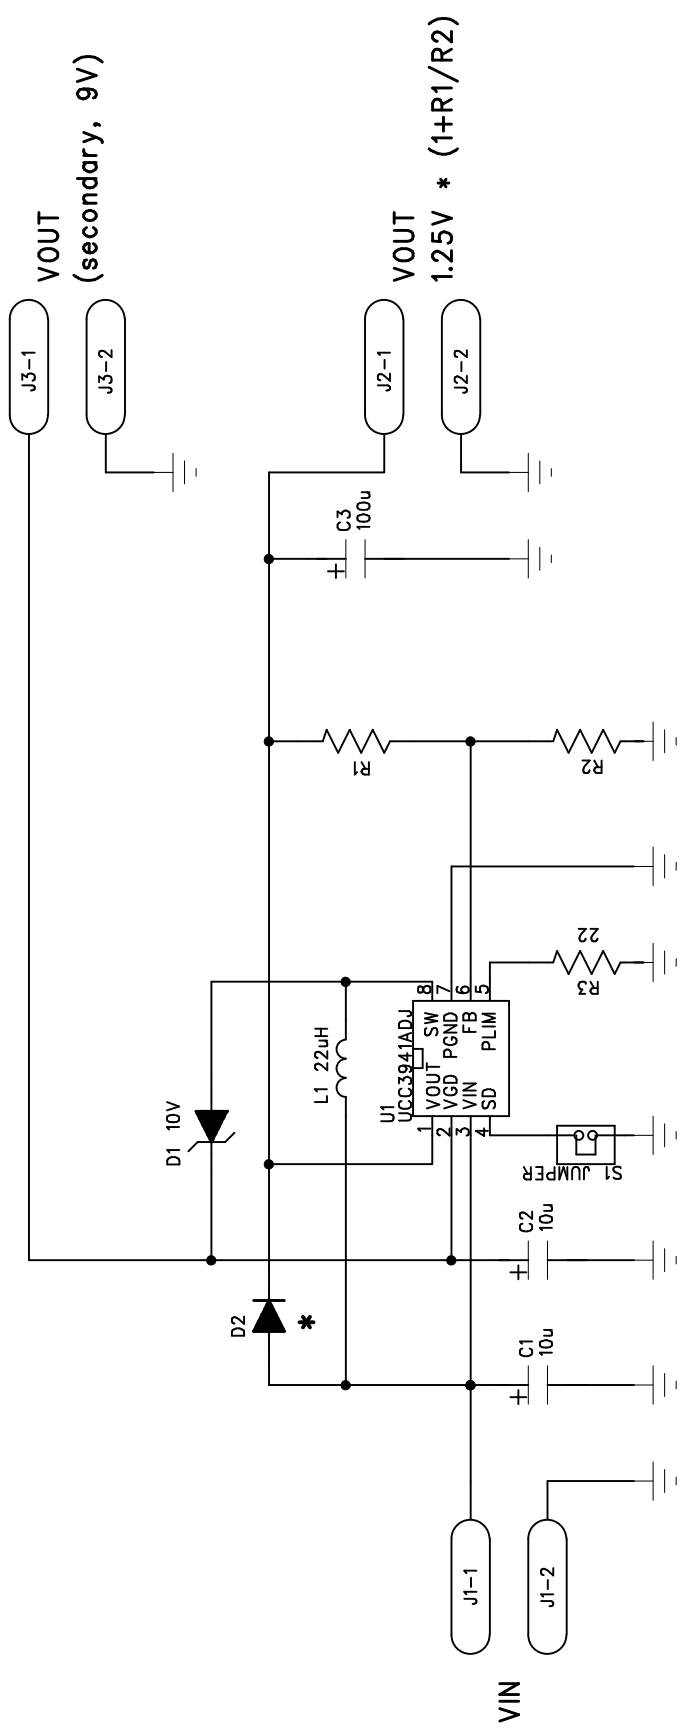 VOUT
(secondary, 9V)
J3-1
J3-2
VOUT
1.25V * (1+R1/R2)
J2-1
J2-2
C3
100u
+
R1
R2
D1 10V
L1 22uH
U1
UCC3941ADJ
1 VOUT SW 8
2 VGD PGND 7
3 VIN FB 6
4 SD PLIM 5
R3
22
S1 JUMPER
D2
*
C2
10u
+
C1
10u
+
VIN
J1-1
J1-2